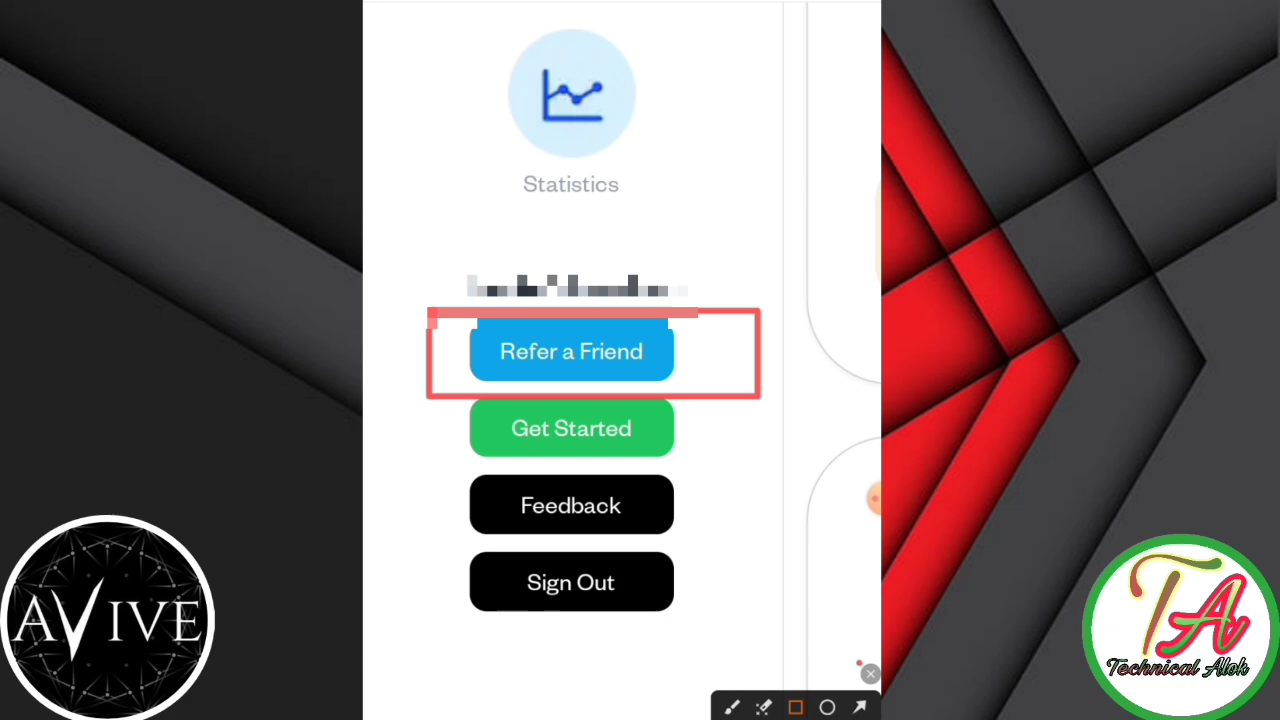 Statistics
Refer a Friend
Get Started
Feedback
Sign Out
AVIVE
TA
Technical Alok